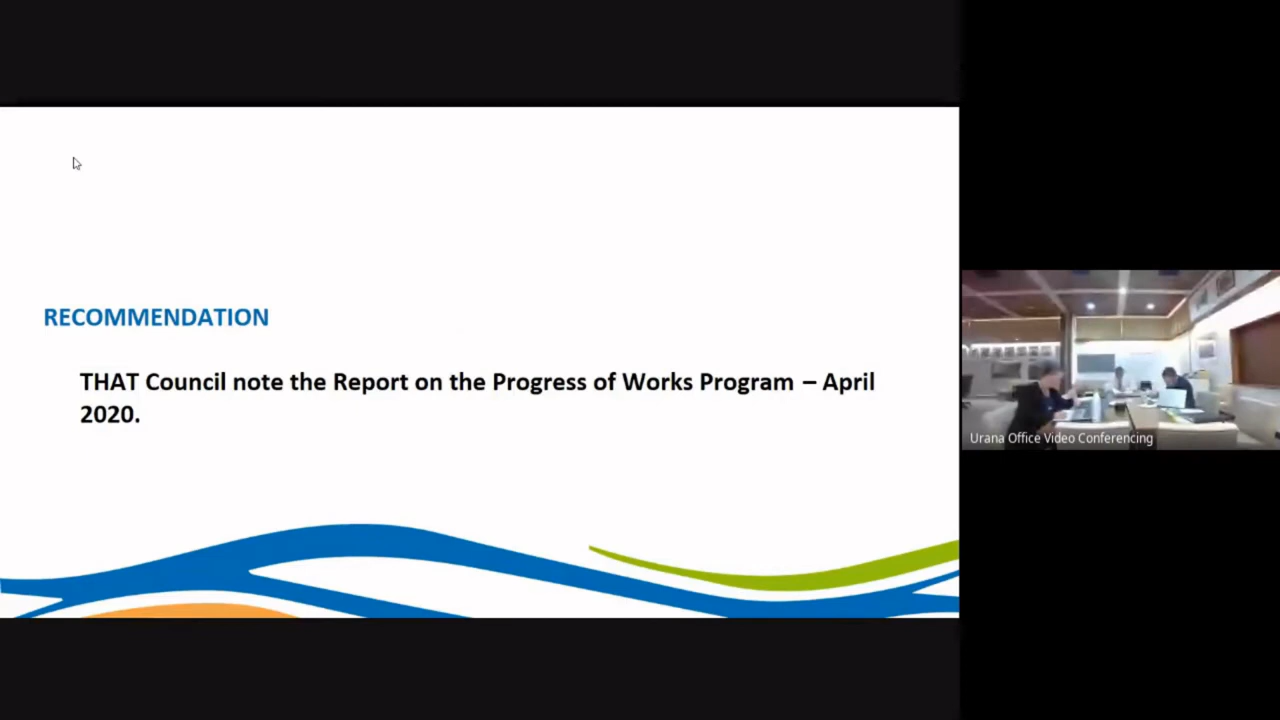 RECOMMENDATION
THAT Council note the Report on the Progress of Works Program – April
2020.
Urana Office Video Conferencing